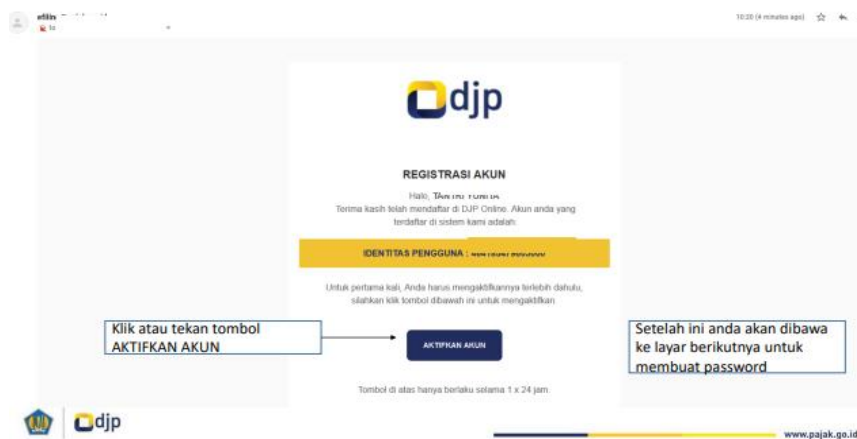 efiling
to
10:20 (4 minutes ago)
djp
REGISTRASI AKUN
Halo,
Terima kasih telah mendaftar di DJP Online. Akun anda yang
terdaftar di sistem kami adalah:
IDENTITAS PENGGUNA :
Untuk pertama kali, Anda harus mengaktifkannya terlebih dahulu,
silahkan klik tombol dibawah ini untuk mengaktifkan
Klik atau tekan tombol
AKTIFKAN AKUN
AKTIFKAN AKUN
Setelah ini anda akan dibawa
ke layar berikutnya untuk
membuat password
Tombol di atas hanya berlaku selama 1 x 24 jam
djp
www.pajak.go.id